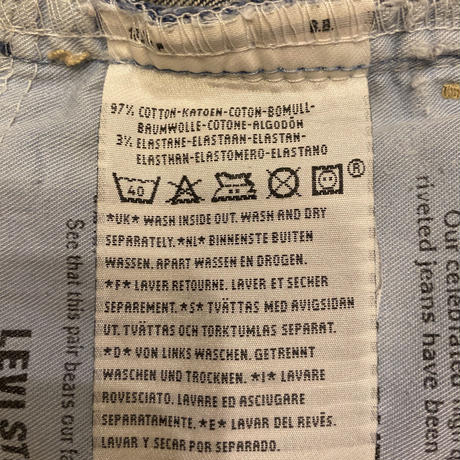 R.B.
97% COTTON-KATOEN-COTON-BOMULL-
BAUMWOLLE-COTONE-ALGODÓN
3% ELASTANE-ELASTAAN-ELASTAN-
ELASTHAN-ELASTOMERO-ELASTANO
40
®
*UK* WASH INSIDE OUT. WASH AND DRY
SEPARATELY.*NL* BINNENSTE BUITEN
WASSEN. APART WASSEN EN DROGEN.
*F* LAVER RETOURNE. LAVER ET SECHER
SEPAREMENT.*S* TVÄTTAS MED AVIGSIDAN
UT. TVÄTTAS OCH TORKTUMLAS SEPARAT.
*D* VON LINKS WASCHEN. GETRENNT
WASCHEN UND TROCKNEN. *I* LAVARE
ROVESCIATO. LAVARE ED ASCIUGARE
SEPARATAMENTE. *E* LAVAR DEL REVÉS.
LAVAR Y SECAR POR SEPARADO.
See that this pair bears our
LEVI
Our celebrated
riveted jeans have been